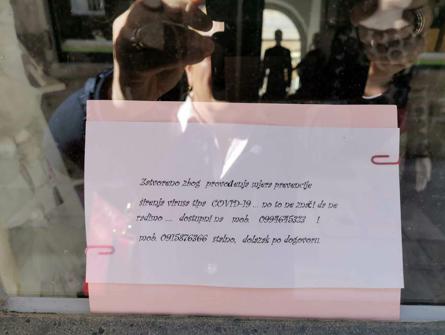 Zatvoreno zbog provođenja mjera prevencije
širenja virusa tipa COVID-19 ... no to ne znači da ne
radimo ... dostupni na mob.
mob. 0915876366 stalno, dolazak po dogovoru.